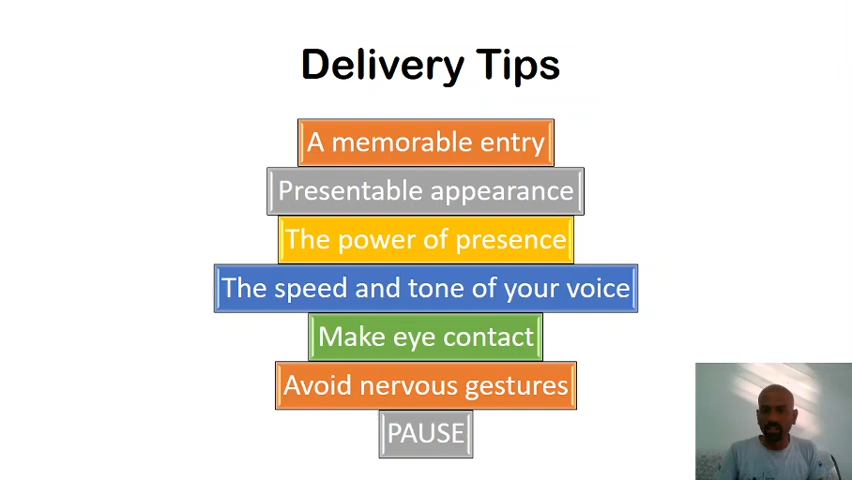 Delivery Tips
A memorable entry
Presentable appearance
The power of presence
The speed and tone of your voice
Make eye contact
Avoid nervous gestures
PAUSE